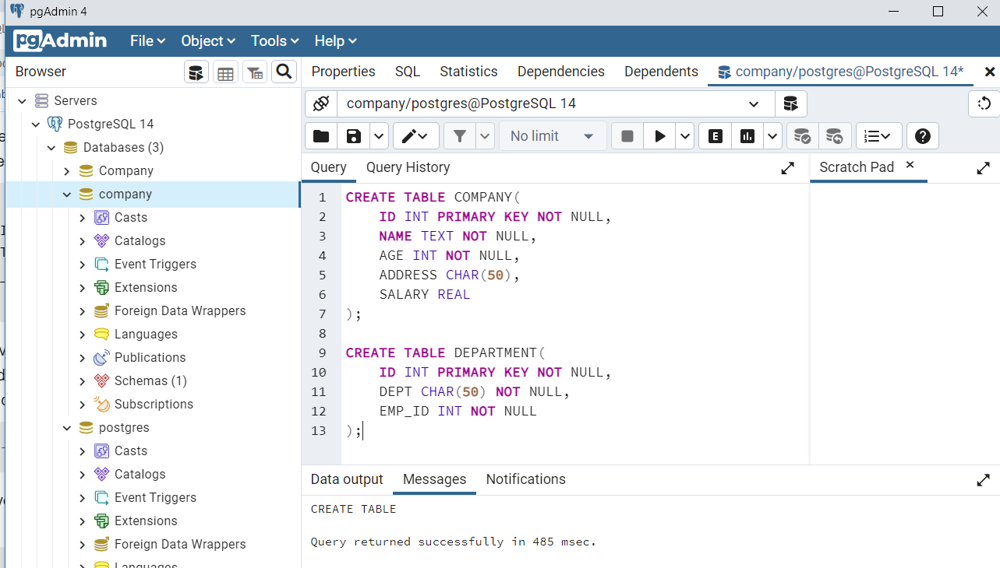 pgAdmin 4
pgAdmin File Object Tools Help
Browser
Properties SQL Statistics Dependencies Dependents company/postgres@PostgreSQL 14*
Servers
PostgreSQL 14
Databases (3)
Company
company
Casts
Catalogs
Event Triggers
Extensions
Foreign Data Wrappers
Languages
Publications
Schemas (1)
Subscriptions
postgres
Casts
Catalogs
Event Triggers
Extensions
Foreign Data Wrappers
Languages
company/postgres@PostgreSQL 14
No limit
E
Query Query History
Scratch Pad
1 CREATE TABLE COMPANY(
2 ID INT PRIMARY KEY NOT NULL,
3 NAME TEXT NOT NULL,
4 AGE INT NOT NULL,
5 ADDRESS CHAR(50),
6 SALARY REAL
7 );
8
9 CREATE TABLE DEPARTMENT(
10 ID INT PRIMARY KEY NOT NULL,
11 DEPT CHAR(50) NOT NULL,
12 EMP_ID INT NOT NULL
13 );
Data output Messages Notifications
CREATE TABLE
Query returned successfully in 485 msec.